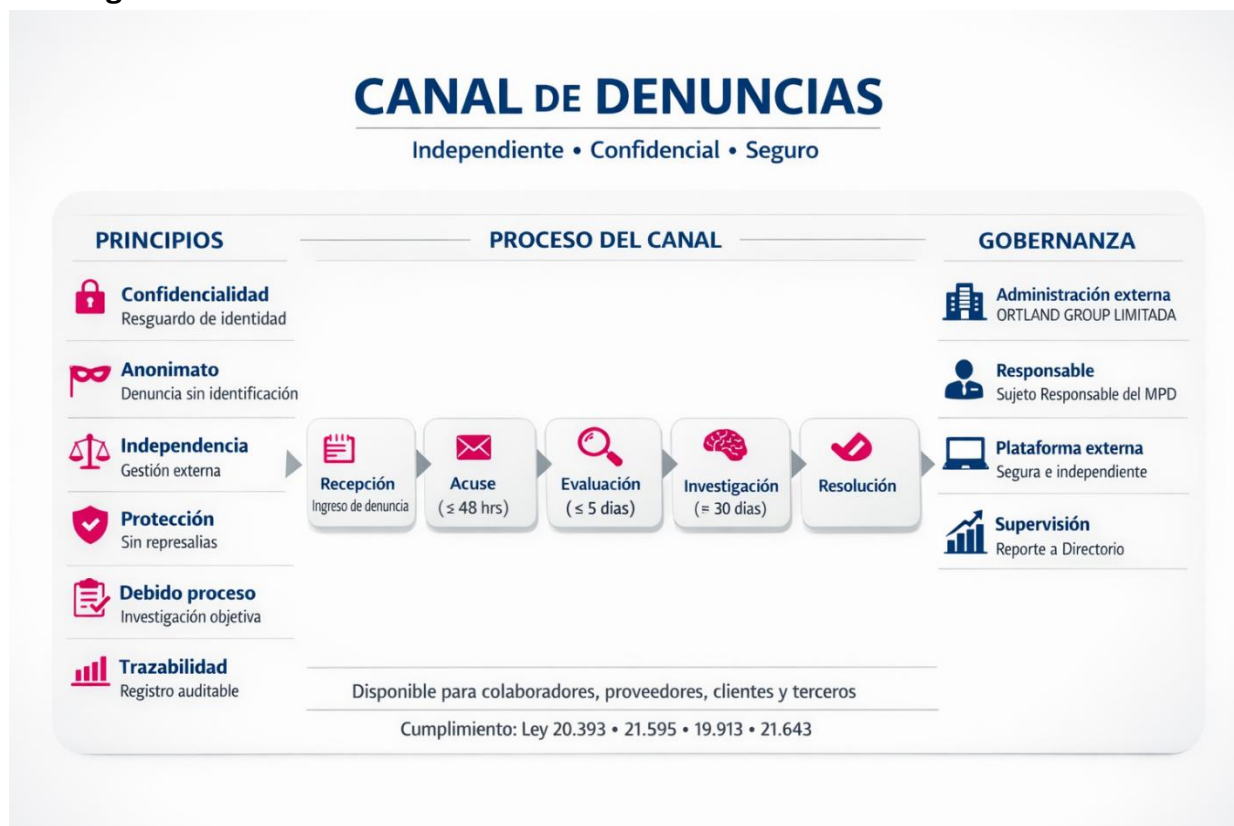 CANAL DE DENUNCIAS
Independiente • Confidencial • Seguro
PRINCIPIOS
Confidencialidad
Resguardo de identidad
Anonimato
Denuncia sin identificación
Independencia
Gestión externa
Protección
Sin represalias
Debido proceso
Investigación objetiva
Trazabilidad
Registro auditable
PROCESO DEL CANAL
Recepción
Ingreso de denuncia
Acuse
(≤ 48 hrs)
Evaluación
(≤ 5 dias)
Investigación
(= 30 dias)
Resolución
Disponible para colaboradores, proveedores, clientes y terceros
Cumplimiento: Ley 20.393 • 21.595 • 19.913 • 21.643
GOBERNANZA
Administración externa
ORTLAND GROUP LIMITADA
Responsable
Sujeto Responsable del MPD
Plataforma externa
Segura e independiente
Supervisión
Reporte a Directorio